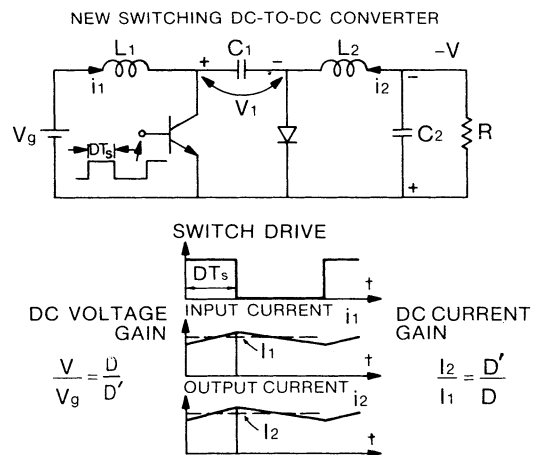 NEW SWITCHING DC-TO-DC CONVERTER
L1
C1
L2
-V
+
-
-
i1
V1
i2
Vg
DTs
C2
R
+
SWITCH DRIVE
DTs
t
INPUT CURRENT i1
DC VOLTAGE GAIN
DC CURRENT GAIN
I1
t
V/Vg = D/D'
I2/I1 = D'/D
OUTPUT CURRENT i2
I2
t